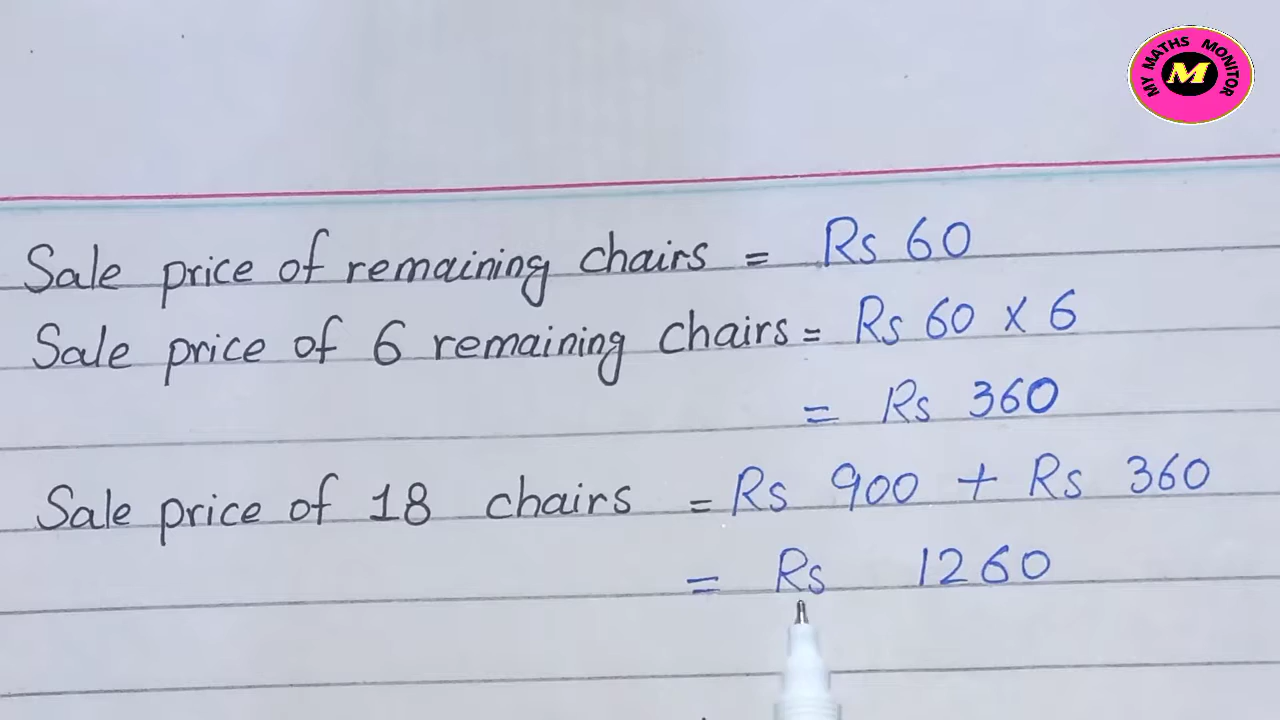 MY MATHS MONITOR
M
Sale price of remaining chairs = Rs 60
Sale price of 6 remaining chairs = Rs 60 x 6
= Rs 360
Sale price of 18 chairs = Rs 900 + Rs 360
= Rs 1260